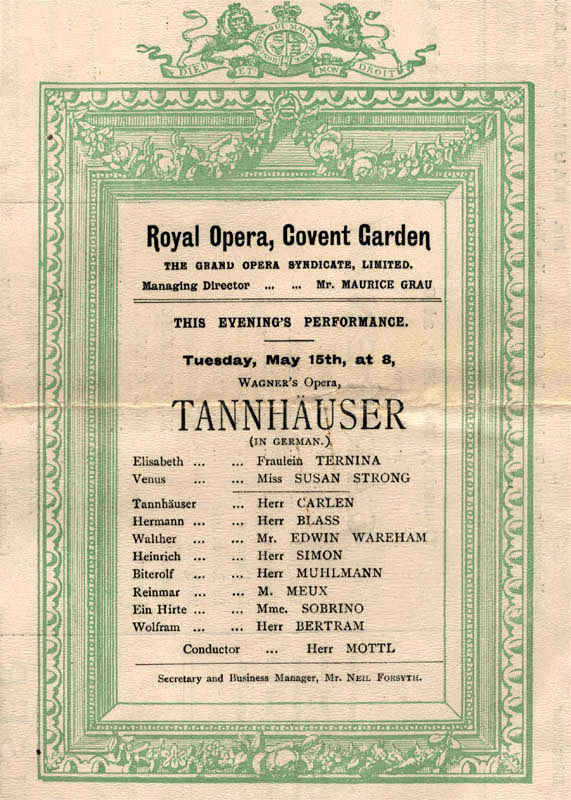 DIEU ET MON DROIT
Royal Opera, Covent Garden
THE GRAND OPERA SYNDICATE, LIMITED.
Managing Director ... ... Mr. MAURICE GRAU
THIS EVENING'S PERFORMANCE.
Tuesday, May 15th, at 8,
WAGNER'S Opera,
TANNHÄUSER
(IN GERMAN.)
Elisabeth ... ... Fraulein TERNINA
Venus ... ... Miss SUSAN STRONG
Tannhäuser ... Herr CARLEN
Hermann ... ... Herr BLASS
Walther ... ... Mr. EDWIN WAREHAM
Heinrich ... ... Herr SIMON
Biterolf ... ... Herr MUHLMANN
Reinmar ... ... M. MEUX
Ein Hirte ... ... Mme. SOBRINO
Wolfram ... ... Herr BERTRAM
Conductor ... Herr MOTTL
Secretary and Business Manager, Mr. NEIL FORSYTH.